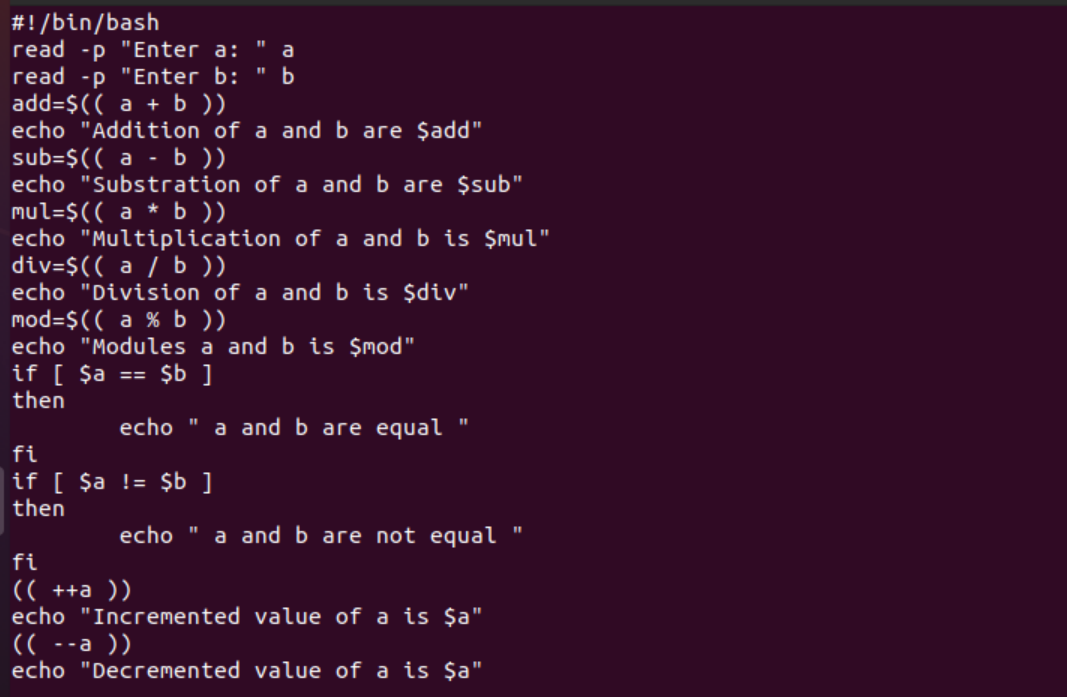 #!/bin/bash
read -p "Enter a: " a
read -p "Enter b: " b
add=$(( a + b ))
echo "Addition of a and b are $add"
sub=$(( a - b ))
echo "Substration of a and b are $sub"
mul=$(( a * b ))
echo "Multiplication of a and b is $mul"
div=$(( a / b ))
echo "Division of a and b is $div"
mod=$(( a % b ))
echo "Modules a and b is $mod"
if [ $a == $b ]
then
        echo " a and b are equal "
fi
if [ $a != $b ]
then
        echo " a and b are not equal "
fi
(( ++a ))
echo "Incremented value of a is $a"
(( --a ))
echo "Decremented value of a is $a"